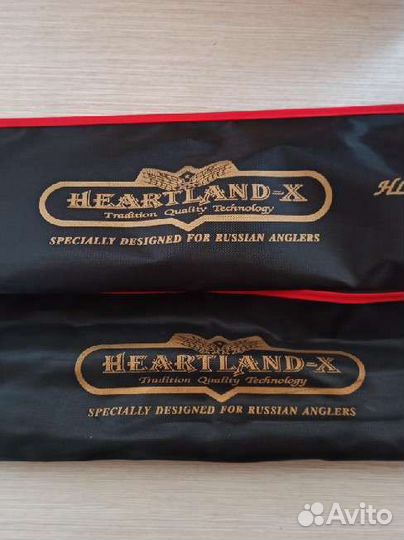 HEARTLAND-X
Tradition Quality Technology
SPECIALLY DESIGNED FOR RUSSIAN ANGLERS
HEARTLAND-X
Tradition Quality Technology
SPECIALLY DESIGNED FOR RUSSIAN ANGLERS
Avito